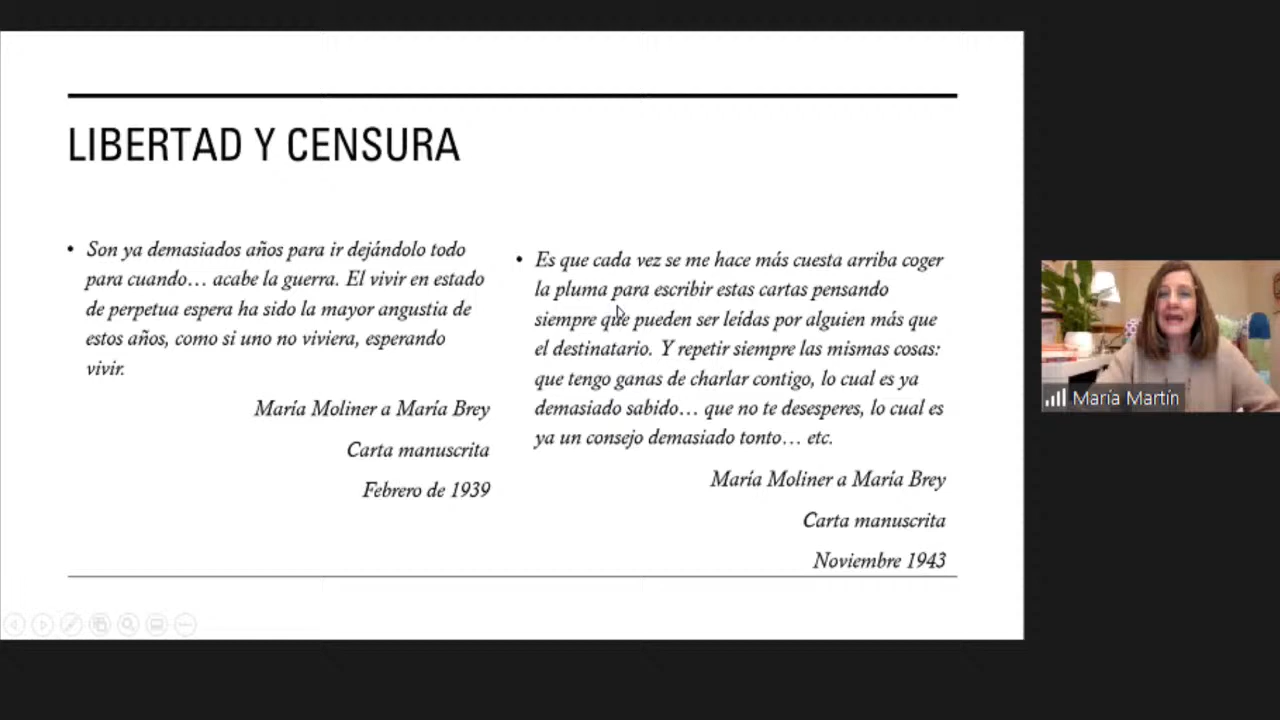 LIBERTAD Y CENSURA
• Son ya demasiados años para ir dejándolo todo
para cuando… acabe la guerra. El vivir en estado
de perpetua espera ha sido la mayor angustia de
estos años, como si uno no viviera, esperando
vivir.
María Moliner a María Brey
Carta manuscrita
Febrero de 1939
• Es que cada vez se me hace más cuesta arriba coger
la pluma para escribir estas cartas pensando
siempre que pueden ser leídas por alguien más que
el destinatario. Y repetir siempre las mismas cosas:
que tengo ganas de charlar contigo, lo cual es ya
demasiado sabido… que no te desesperes, lo cual es
ya un consejo demasiado tonto… etc.
María Moliner a María Brey
Carta manuscrita
Noviembre 1943
María Martín